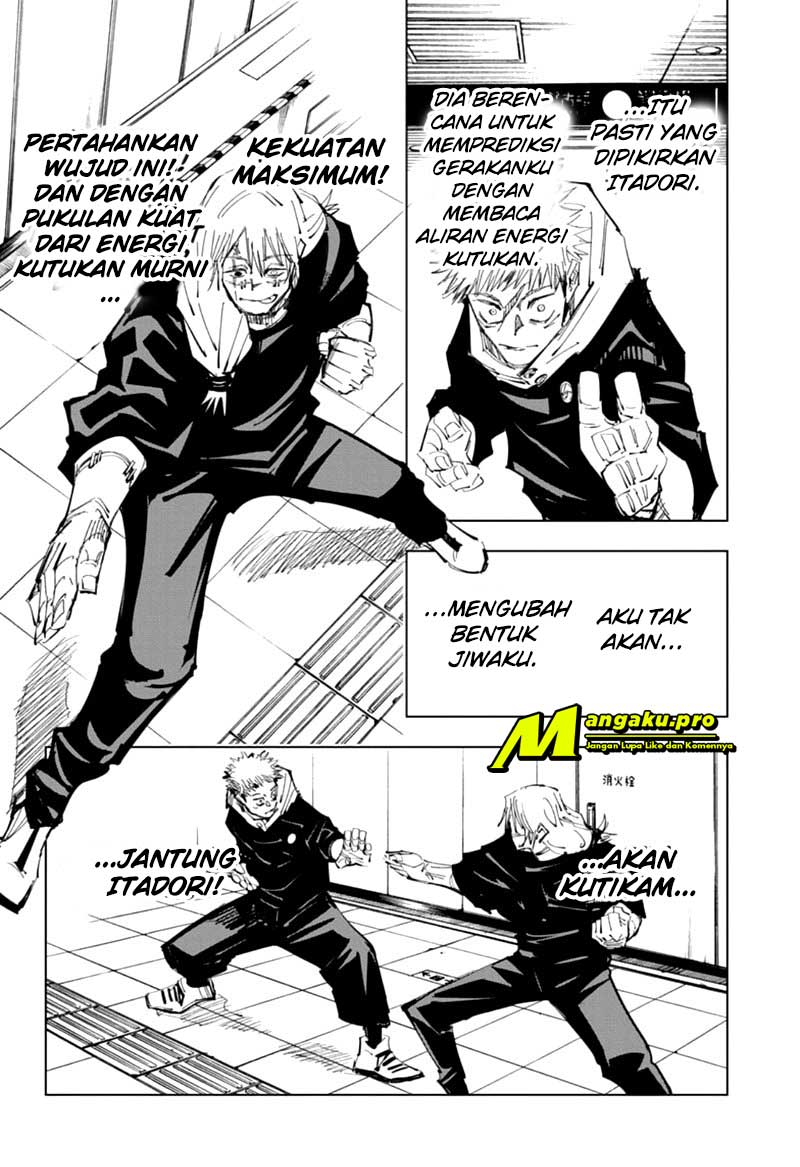 ...ITU
PASTI YANG
DIPIKIRKAN
ITADORI.
DIA BEREN-
CANA UNTUK
MEMPREDIKSI
GERAKANKU
DENGAN
MEMBACA
ALIRAN ENERGI
KUTUKAN.
AKU TAK
AKAN...
...MENGUBAH
BENTUK
JIWAKU.
KEKUATAN
MAKSIMUM!
PERTAHANKAN
WUJUD INI!
DAN DENGAN
PUKULAN KUAT
DARI ENERGI
KUTUKAN MURNI
...
Mangaku.pro
Jangan Lupa Like dan Komennya
消火栓
...AKAN
KUTIKAM...
...JANTUNG
ITADORI!